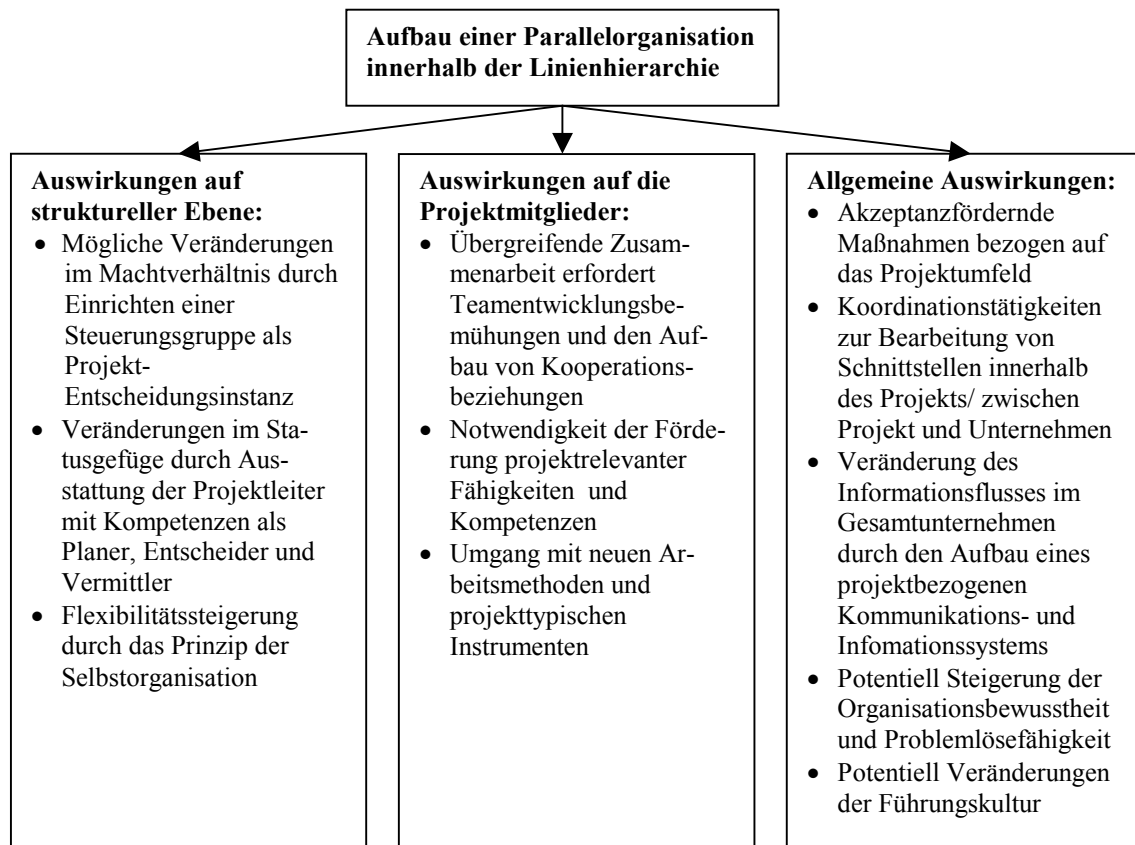 Aufbau einer Parallelorganisation
innerhalb der Linienhierarchie
Auswirkungen auf
struktureller Ebene:
• Mögliche Veränderungen
im Machtverhältnis durch
Einrichten einer
Steuerungsgruppe als
Projekt-
Entscheidungsinstanz
• Veränderungen im Sta-
tusgefüge durch Aus-
stattung der Projektleiter
mit Kompetenzen als
Planer, Entscheider und
Vermittler
• Flexibilitätssteigerung
durch das Prinzip der
Selbstorganisation
Auswirkungen auf die
Projektmitglieder:
• Übergreifende Zusam-
menarbeit erfordert
Teamentwicklungsbe-
mühungen und den Auf-
bau von Kooperations-
beziehungen
• Notwendigkeit der Förde-
rung projektrelevanter
Fähigkeiten und
Kompetenzen
• Umgang mit neuen Ar-
beitsmethoden und
projekttypischen
Instrumenten
Allgemeine Auswirkungen:
• Akzeptanzfördernde
Maßnahmen bezogen auf
das Projektumfeld
• Koordinationstätigkeiten
zur Bearbeitung von
Schnittstellen innerhalb
des Projekts/ zwischen
Projekt und Unternehmen
• Veränderung des
Informationsflusses im
Gesamtunternehmen
durch den Aufbau eines
projektbezogenen
Kommunikations- und
Infomationssystems
• Potentiell Steigerung der
Organisationsbewusstheit
und Problemlösefähigkeit
• Potentiell Veränderungen
der Führungskultur